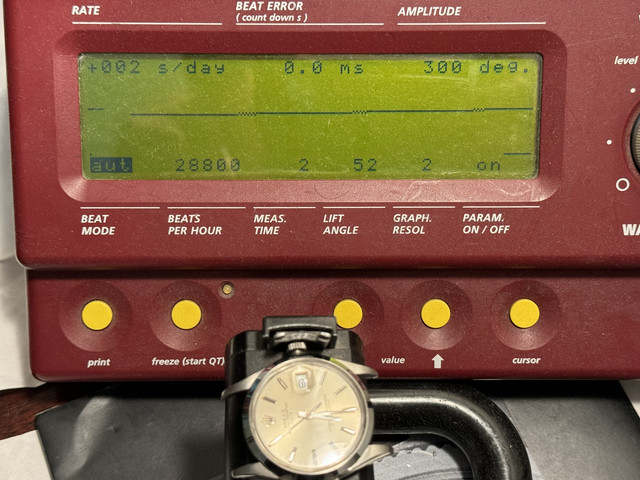 RATE BEAT ERROR AMPLITUDE
( count down s )
+002 s/day 0.0 ms 300 deg.
level
aut 28800 2 52 2 on
BEAT MODE BEATS PER HOUR MEAS. TIME LIFT ANGLE GRAPH. RESOL PARAM. ON / OFF
WA
print freeze (start QT) value cursor